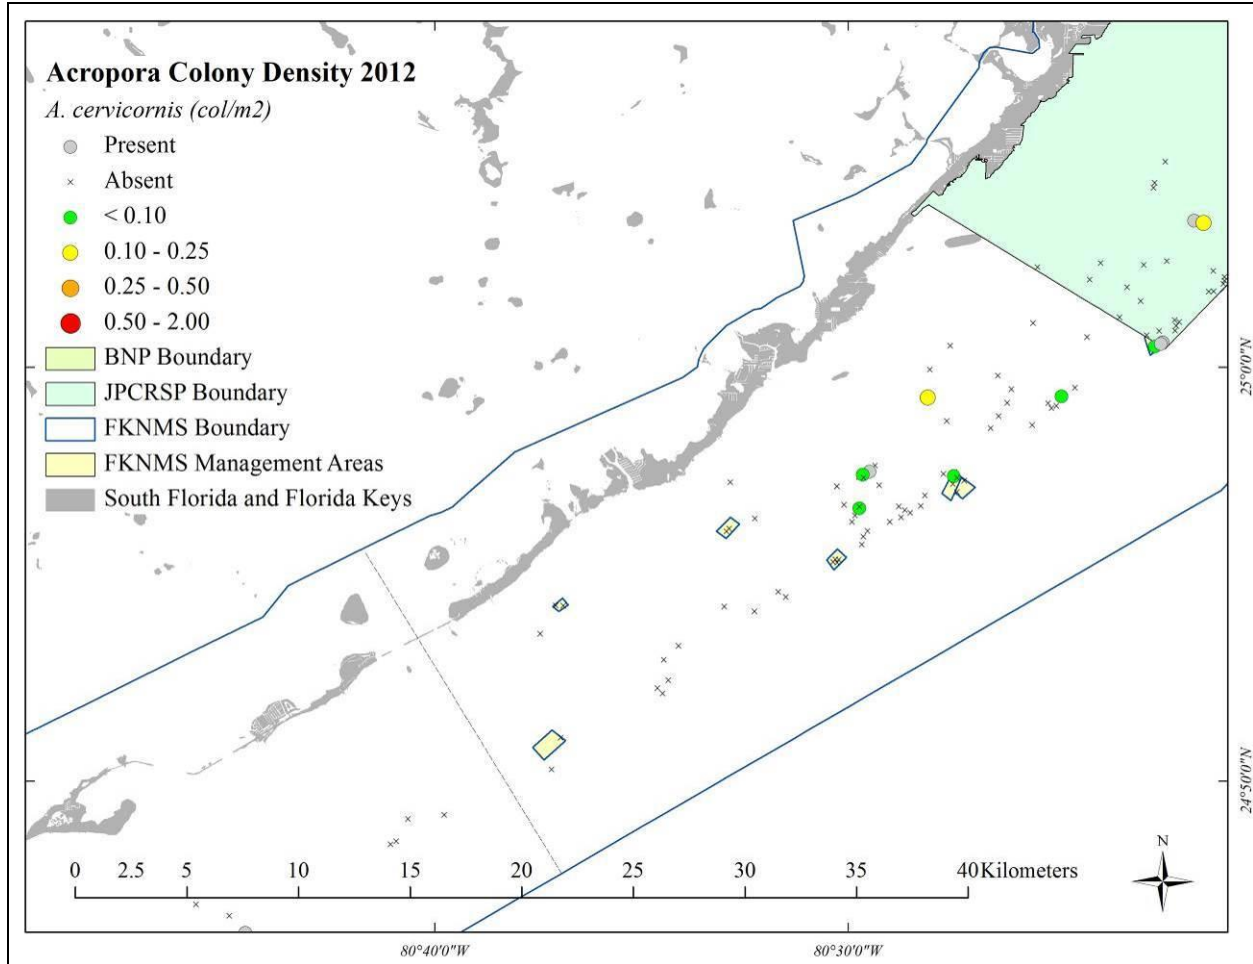 Acropora Colony Density 2012
A. cervicornis (col/m2)
Present
Absent
< 0.10
0.10 - 0.25
0.25 - 0.50
0.50 - 2.00
BNP Boundary
JPCRSP Boundary
FKNMS Boundary
FKNMS Management Areas
South Florida and Florida Keys
25°0'0"N
24°50'0"N
N
0 2.5 5 10 15 20 25 30 35 40 Kilometers
80°40'0"W 80°30'0"W